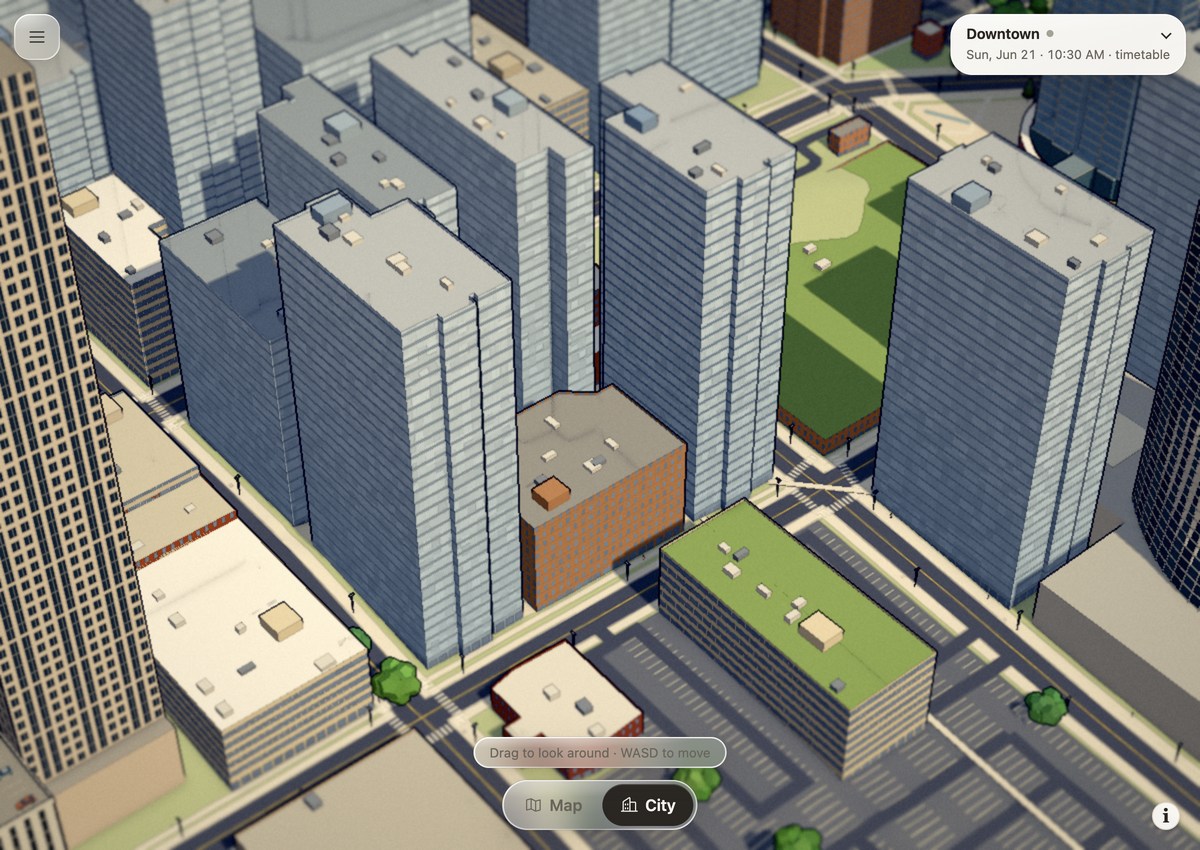 Downtown
Sun, Jun 21 · 10:30 AM · timetable
Drag to look around · WASD to move
Map
City
i